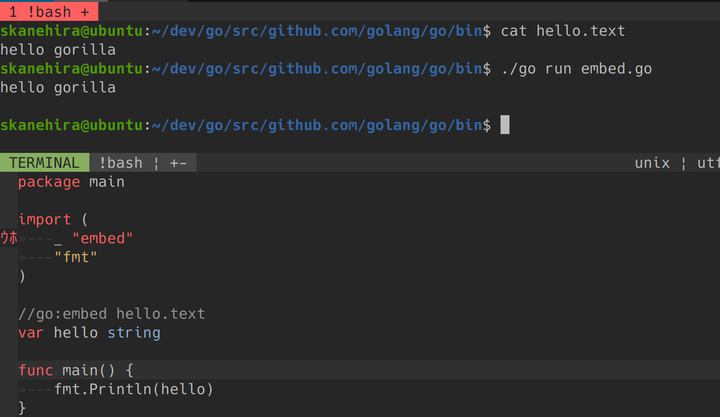 1 !bash +
skanehira@ubuntu:~/dev/go/src/github.com/golang/go/bin$ cat hello.text
hello gorilla
skanehira@ubuntu:~/dev/go/src/github.com/golang/go/bin$ ./go run embed.go
hello gorilla
skanehira@ubuntu:~/dev/go/src/github.com/golang/go/bin$
TERMINAL !bash ¦ +- unix ¦ utf
package main
import (
ウホ »---_ "embed"
»---"fmt"
)
//go:embed hello.text
var hello string
func main() {
»---fmt.Println(hello)
}